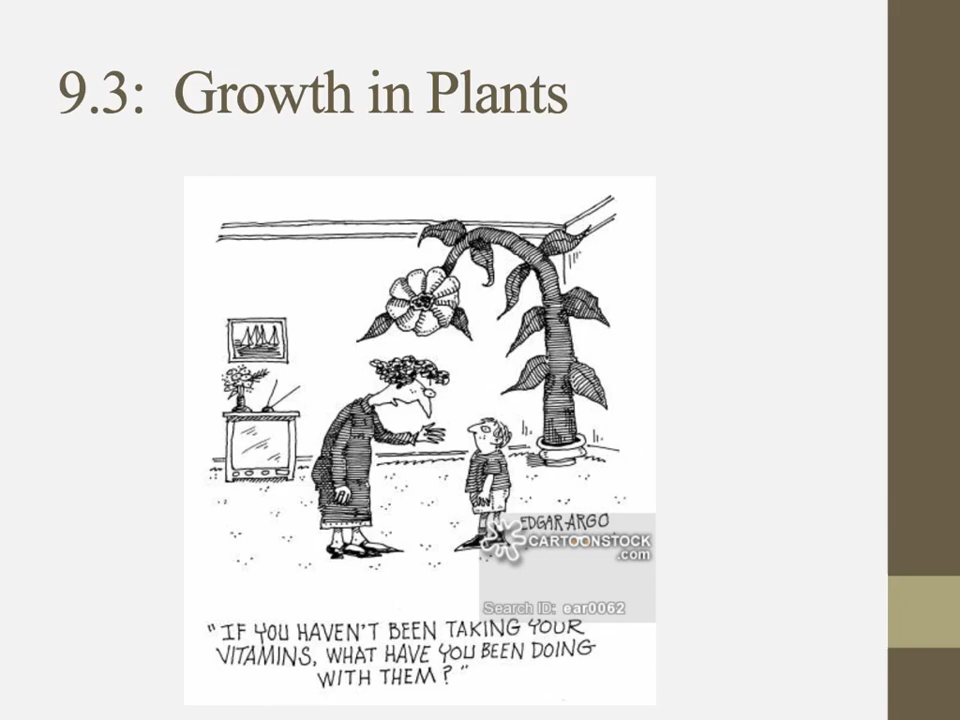 9.3: Growth in Plants
EDGAR ARGO
CARTOONSTOCK
.com
Search ID: ear0062
"IF YOU HAVEN'T BEEN TAKING YOUR
VITAMINS, WHAT HAVE YOU BEEN DOING
WITH THEM?"